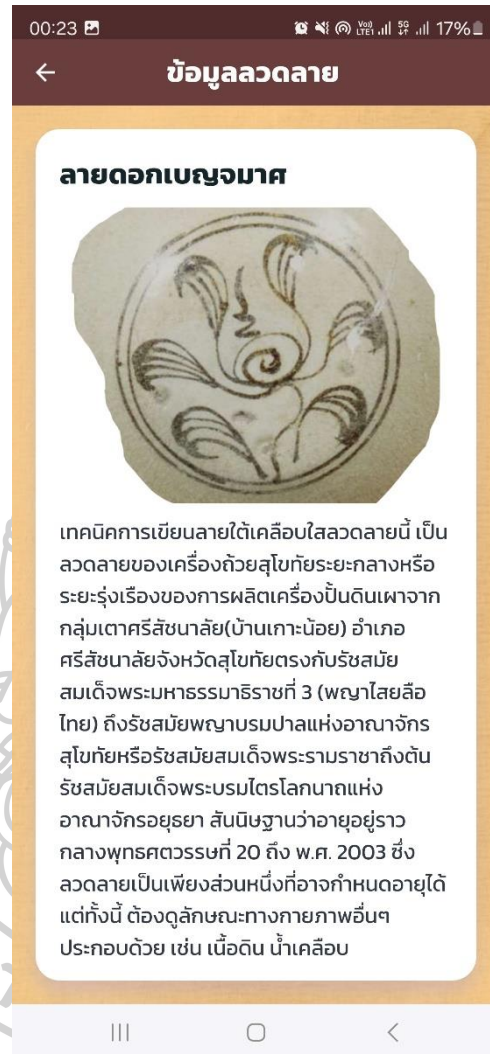 00:23
Vo) LTE1 5G 17%
ข้อมูลลวดลาย
ลายดอกเบญจมาศ
เทคนิคการเขียนลายใต้เคลือบใสลวดลายนี้ เป็น
ลวดลายของเครื่องถ้วยสุโขทัยระยะกลางหรือ
ระยะรุ่งเรืองของการผลิตเครื่องปั้นดินเผาจาก
กลุ่มเตาศรีสัชนาลัย(บ้านเกาะน้อย) อำเภอ
ศรีสัชนาลัยจังหวัดสุโขทัยตรงกับรัชสมัย
สมเด็จพระมหาธรรมาธิราชที่ 3 (พญาไสยลือ
ไทย) ถึงรัชสมัยพญาบรมปาลแห่งอาณาจักร
สุโขทัยหรือรัชสมัยสมเด็จพระรามราชาถึงต้น
รัชสมัยสมเด็จพระบรมไตรโลกนาถแห่ง
อาณาจักรอยุธยา สันนิษฐานว่าอายุอยู่ราว
กลางพุทธศตวรรษที่ 20 ถึง พ.ศ. 2003 ซึ่ง
ลวดลายเป็นเพียงส่วนหนึ่งที่อาจกำหนดอายุได้
แต่ทั้งนี้ ต้องดูลักษณะทางกายภาพอื่นๆ
ประกอบด้วย เช่น เนื้อดิน น้ำเคลือบ